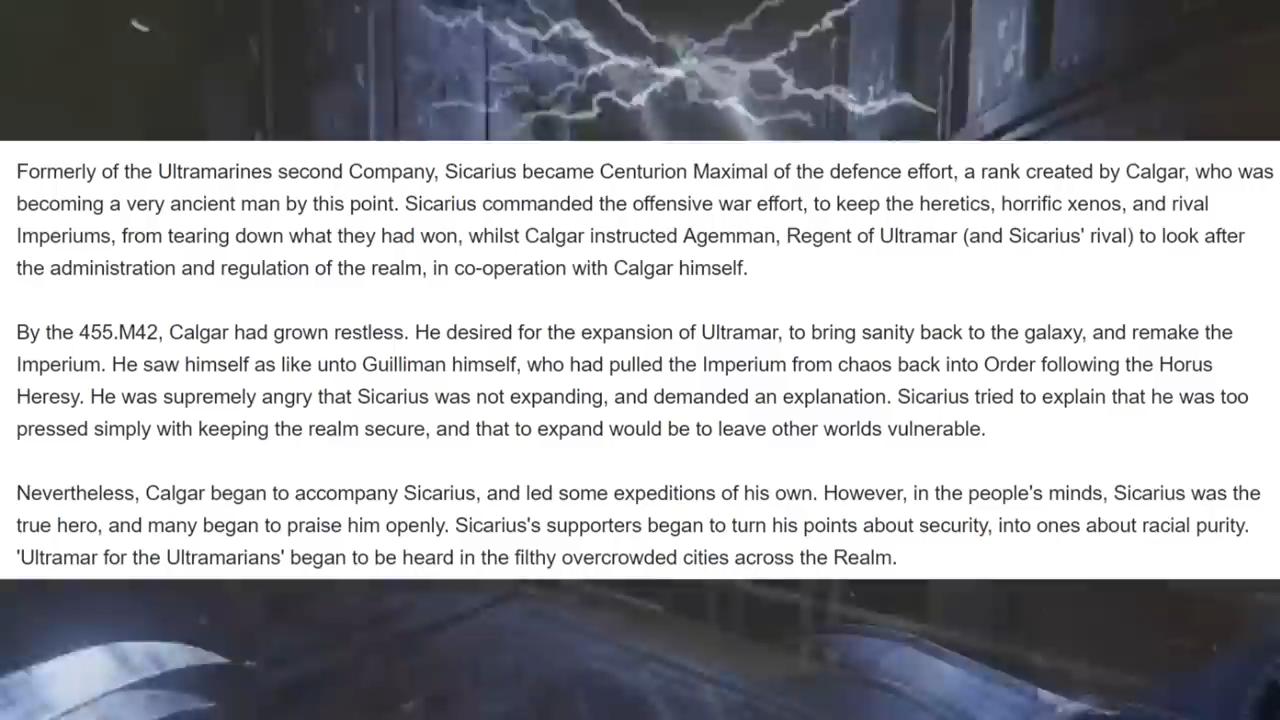 Formerly of the Ultramarines second Company, Sicarius became Centurion Maximal of the defence effort, a rank created by Calgar, who was
becoming a very ancient man by this point. Sicarius commanded the offensive war effort, to keep the heretics, horrific xenos, and rival
Imperiums, from tearing down what they had won, whilst Calgar instructed Agemman, Regent of Ultramar (and Sicarius' rival) to look after
the administration and regulation of the realm, in co-operation with Calgar himself.
By the 455.M42, Calgar had grown restless. He desired for the expansion of Ultramar, to bring sanity back to the galaxy, and remake the
Imperium. He saw himself as like unto Guilliman himself, who had pulled the Imperium from chaos back into Order following the Horus
Heresy. He was supremely angry that Sicarius was not expanding, and demanded an explanation. Sicarius tried to explain that he was too
pressed simply with keeping the realm secure, and that to expand would be to leave other worlds vulnerable.
Nevertheless, Calgar began to accompany Sicarius, and led some expeditions of his own. However, in the people's minds, Sicarius was the
true hero, and many began to praise him openly. Sicarius's supporters began to turn his points about security, into ones about racial purity.
'Ultramar for the Ultramarians' began to be heard in the filthy overcrowded cities across the Realm.